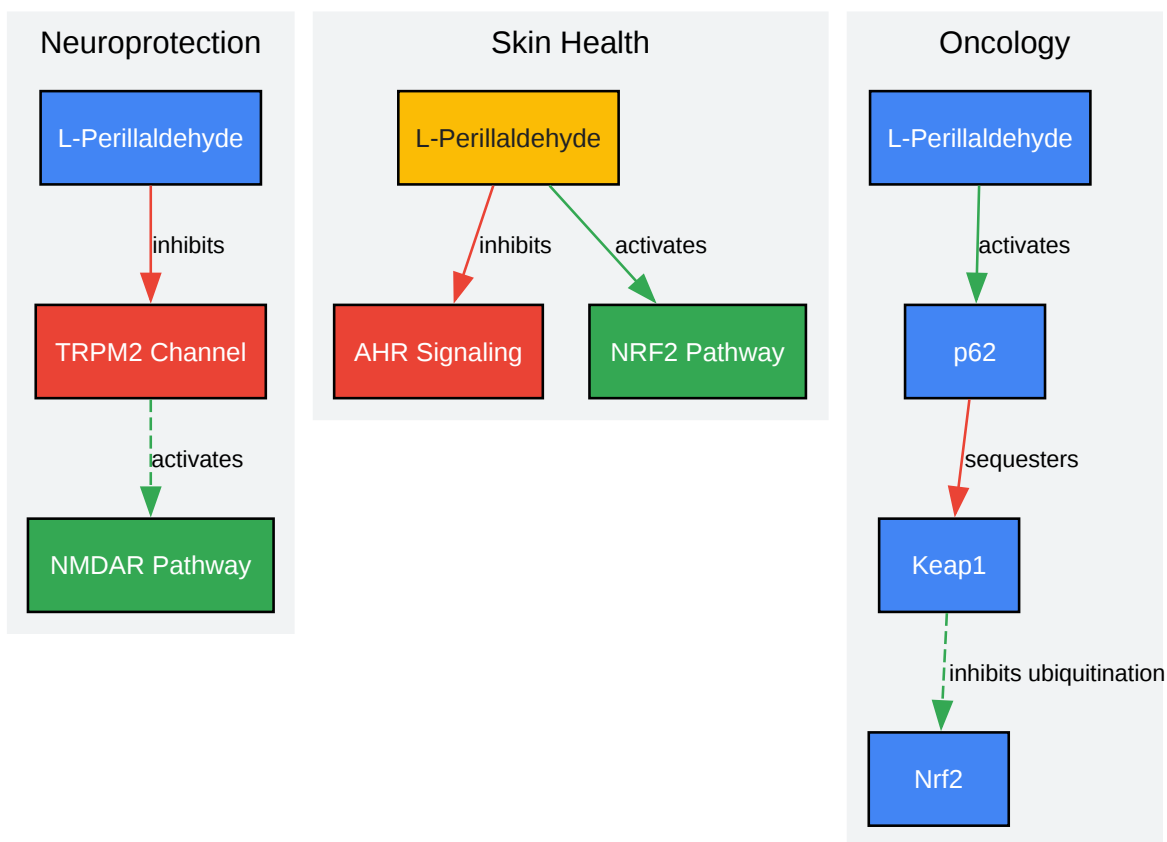 Neuroprotection
L-Perillaldehyde
inhibits
TRPM2 Channel
activates
NMDAR Pathway
Skin Health
L-Perillaldehyde
inhibits
activates
AHR Signaling
NRF2 Pathway
Oncology
L-Perillaldehyde
activates
p62
sequesters
Keap1
inhibits ubiquitination
Nrf2